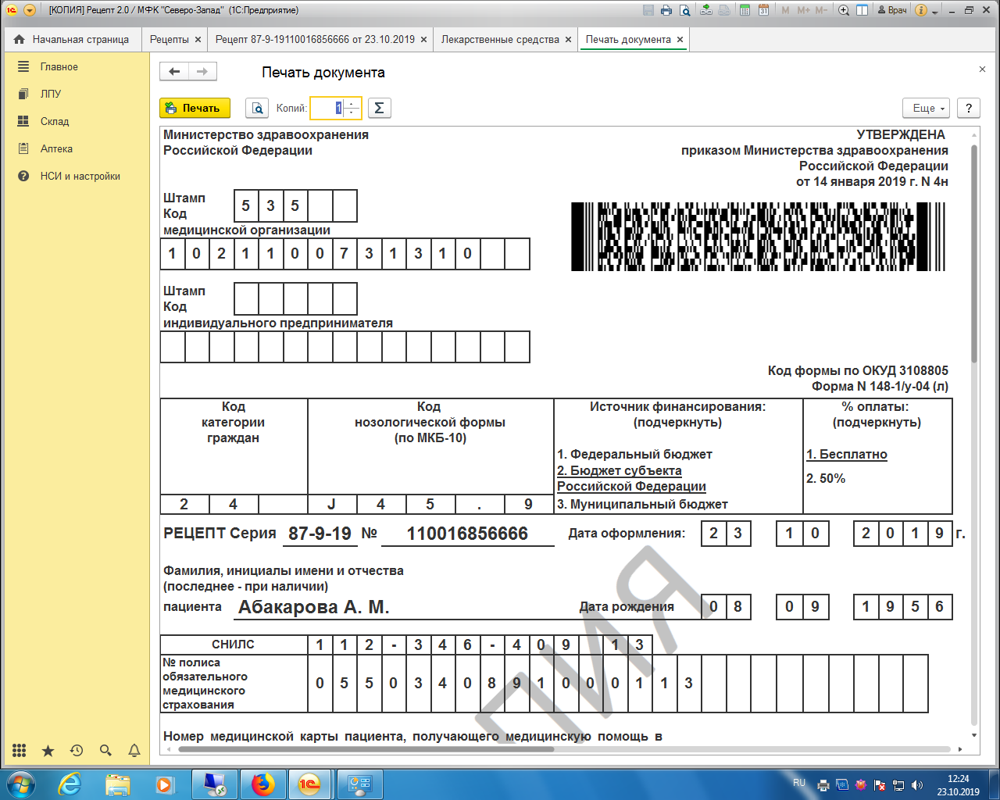 [КОПИЯ] Рецепт 2.0 / МФК "Северо-Запад" (1С:Предприятие)
M M+ M− Врач
Начальная страница
Рецепты
Рецепт 87-9-19110016856666 от 23.10.2019
Лекарственные средства
Печать документа
Главное
ЛПУ
Склад
Аптека
НСИ и настройки
Печать документа
Печать
Копий: 1
Σ
Еще
?
Министерство здравоохранения
Российской Федерации
УТВЕРЖДЕНА
приказом Министерства здравоохранения
Российской Федерации
от 14 января 2019 г. N 4н
Штамп
Код
5 3 5
медицинской организации
1 0 2 1 1 0 0 7 3 1 3 1 0
Штамп
Код
индивидуального предпринимателя
Код формы по ОКУД 3108805
Форма N 148-1/у-04 (л)
Код
категории
граждан
2 4
Код
нозологической формы
(по МКБ-10)
J 4 5 . 9
Источник финансирования:
(подчеркнуть)
1. Федеральный бюджет
2. Бюджет субъекта
Российской Федерации
3. Муниципальный бюджет
% оплаты:
(подчеркнуть)
1. Бесплатно
2. 50%
РЕЦЕПТ Серия 87-9-19 № 110016856666 Дата оформления: 2 3 1 0 2 0 1 9 г.
Фамилия, инициалы имени и отчества
(последнее - при наличии)
пациента Абакарова А. М. Дата рождения 0 8 0 9 1 9 5 6
СНИЛС 1 1 2 - 3 4 6 - 4 0 9 1 3
№ полиса
обязательного
медицинского
страхования
0 5 5 0 3 4 0 8 9 1 0 0 0 1 1 3
Номер медицинской карты пациента, получающего медицинскую помощь в
ПИЯ
RU
12:24
23.10.2019